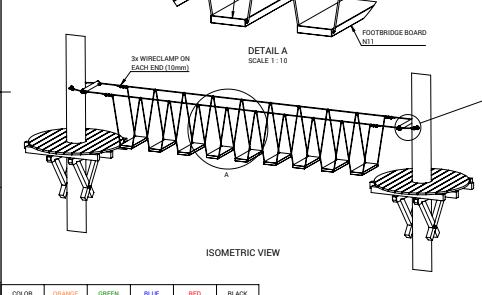 FOOTBRIDGE BOARD
N11
DETAIL A
SCALE 1 : 10
3x WIRECLAMP ON
EACH END (10mm)
A
ISOMETRIC VIEW
COLOR ORANGE GREEN BLUE RED BLACK